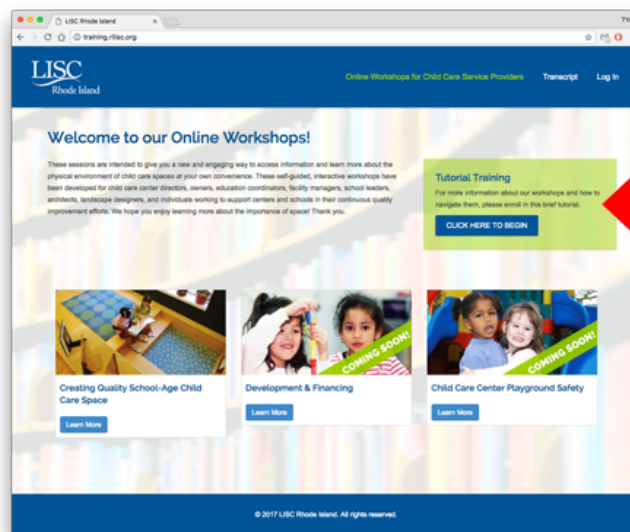 LISC Rhode Island
training.rilisc.org
LISC
Rhode Island
Online Workshops for Child Care Service Providers
Transcript
Log In
Welcome to our Online Workshops!
These sessions are intended to give you a new and engaging way to access information and learn more about the
physical environment of child care spaces at your own convenience. These self-guided, interactive workshops have
been developed for child care center directors, owners, education coordinators, facility managers, school leaders,
architects, landscape designers, and individuals working to support centers and schools in their continuous quality
improvement efforts. We hope you enjoy learning more about the importance of space! Thank you.
Tutorial Training
For more information about our workshops and how to
navigate them, please enroll in this brief tutorial.
CLICK HERE TO BEGIN
Creating Quality School-Age Child
Care Space
Learn More
COMING SOON!
Development & Financing
Learn More
COMING SOON!
Child Care Center Playground Safety
Learn More
© 2017 LISC Rhode Island. All rights reserved.